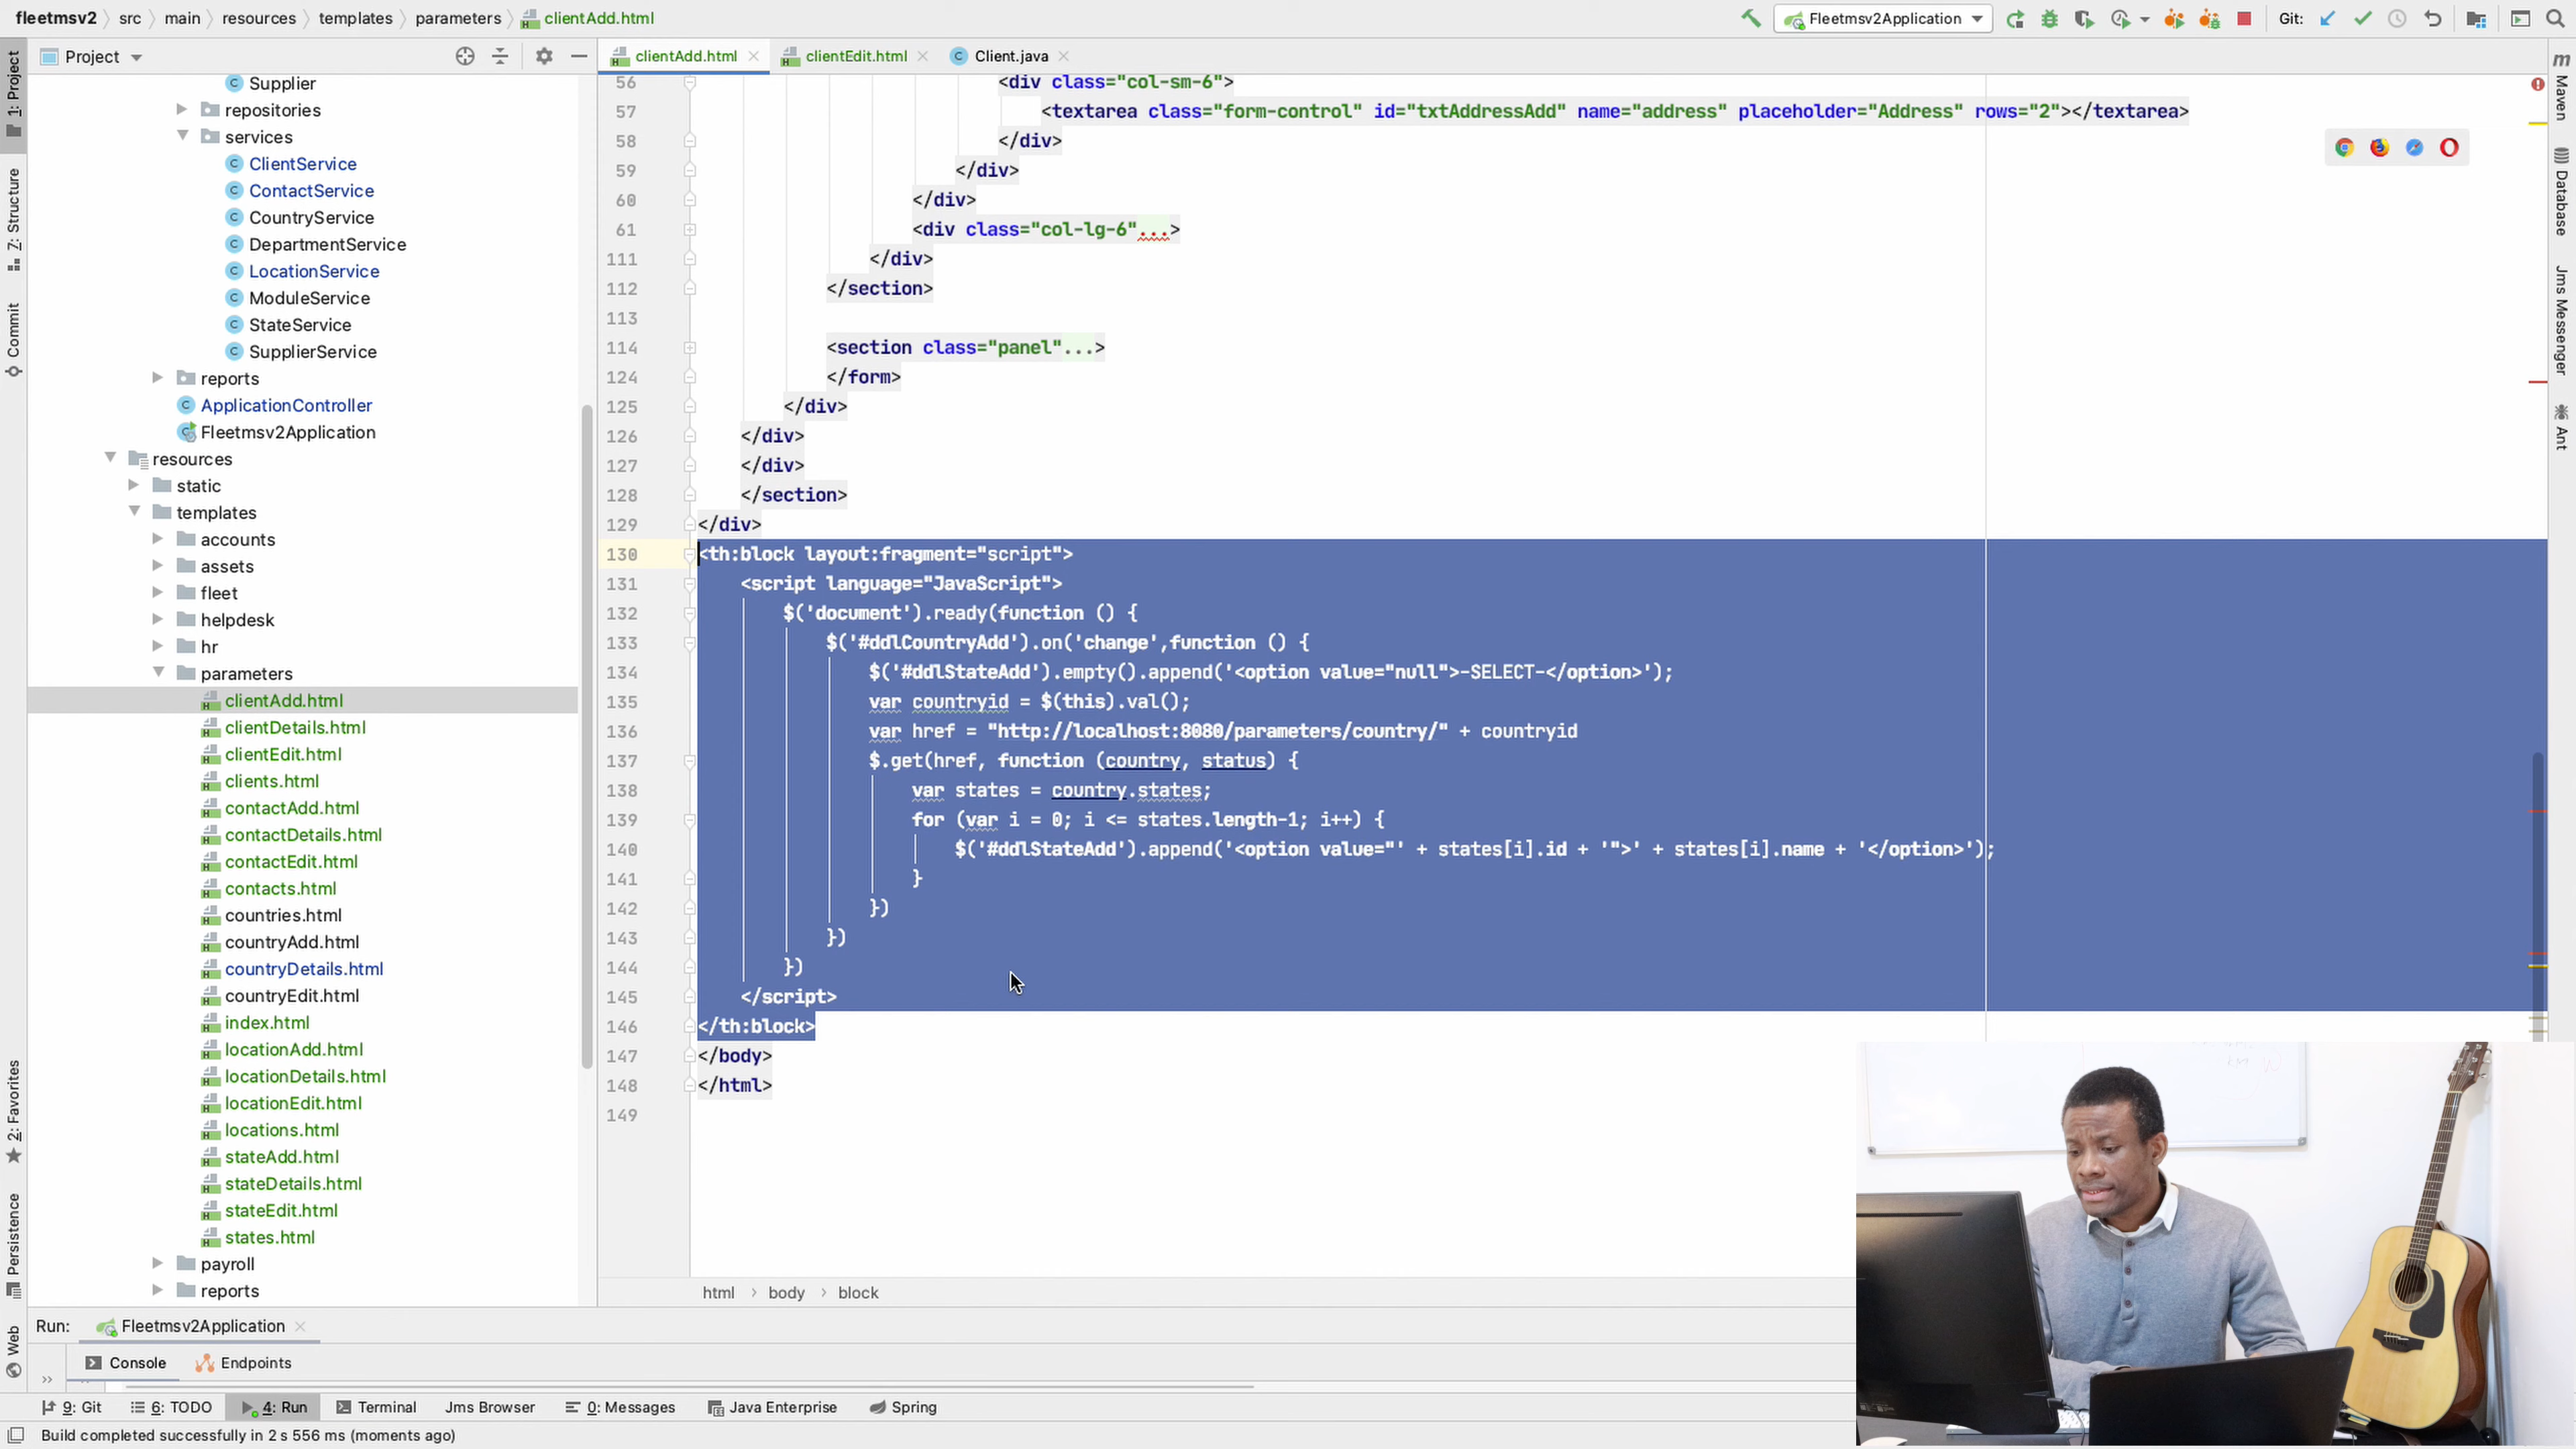 fleetmsv2 src main resources templates parameters clientAdd.html
Fleetmsv2Application
Git:
Project
clientAdd.html clientEdit.html Client.java
1: Project
Z: Structure
Commit
2: Favorites
Persistence
Web
Supplier
repositories
services
ClientService
ContactService
CountryService
DepartmentService
LocationService
ModuleService
StateService
SupplierService
reports
ApplicationController
Fleetmsv2Application
resources
static
templates
accounts
assets
fleet
helpdesk
hr
parameters
clientAdd.html
clientDetails.html
clientEdit.html
clients.html
contactAdd.html
contactDetails.html
contactEdit.html
contacts.html
countries.html
countryAdd.html
countryDetails.html
countryEdit.html
index.html
locationAdd.html
locationDetails.html
locationEdit.html
locations.html
stateAdd.html
stateDetails.html
stateEdit.html
states.html
payroll
reports
56 <div class="col-sm-6">
57 <textarea class="form-control" id="txtAddressAdd" name="address" placeholder="Address" rows="2"></textarea>
58 </div>
59 </div>
60 </div>
61 <div class="col-lg-6"...>
111 </div>
112 </section>
113
114 <section class="panel"...>
124 </form>
125 </div>
126 </div>
127 </div>
128 </section>
129 </div>
130 <th:block layout:fragment="script">
131 <script language="JavaScript">
132 $('document').ready(function () {
133 $('#ddlCountryAdd').on('change',function () {
134 $('#ddlStateAdd').empty().append('<option value="null">-SELECT-</option>');
135 var countryid = $(this).val();
136 var href = "http://localhost:8080/parameters/country/" + countryid
137 $.get(href, function (country, status) {
138 var states = country.states;
139 for (var i = 0; i <= states.length-1; i++) {
140 $('#ddlStateAdd').append('<option value="' + states[i].id + '">' + states[i].name + '</option>');
141 }
142 })
143 })
144 })
145 </script>
146 </th:block>
147 </body>
148 </html>
149
html body block
Maven
Database
Jms Messenger
Ant
Run: Fleetmsv2Application
Console Endpoints
9: Git 6: TODO 4: Run Terminal Jms Browser 0: Messages Java Enterprise Spring
Build completed successfully in 2 s 556 ms (moments ago)